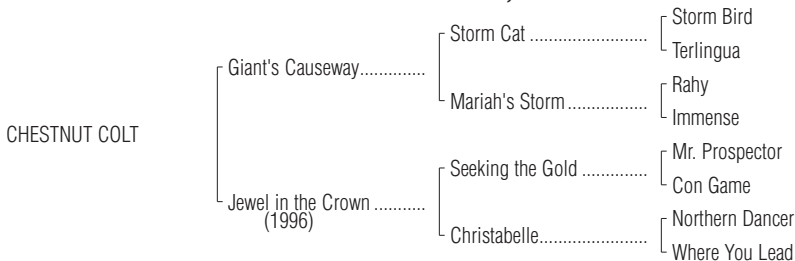 Storm Bird
Storm Cat ........................
Terlingua
Giant's Causeway..............
Rahy
Mariah's Storm .................
Immense
CHESTNUT COLT
Mr. Prospector
Seeking the Gold ..............
Con Game
Jewel in the Crown ...........
(1996)
Northern Dancer
Christabelle.......................
Where You Lead